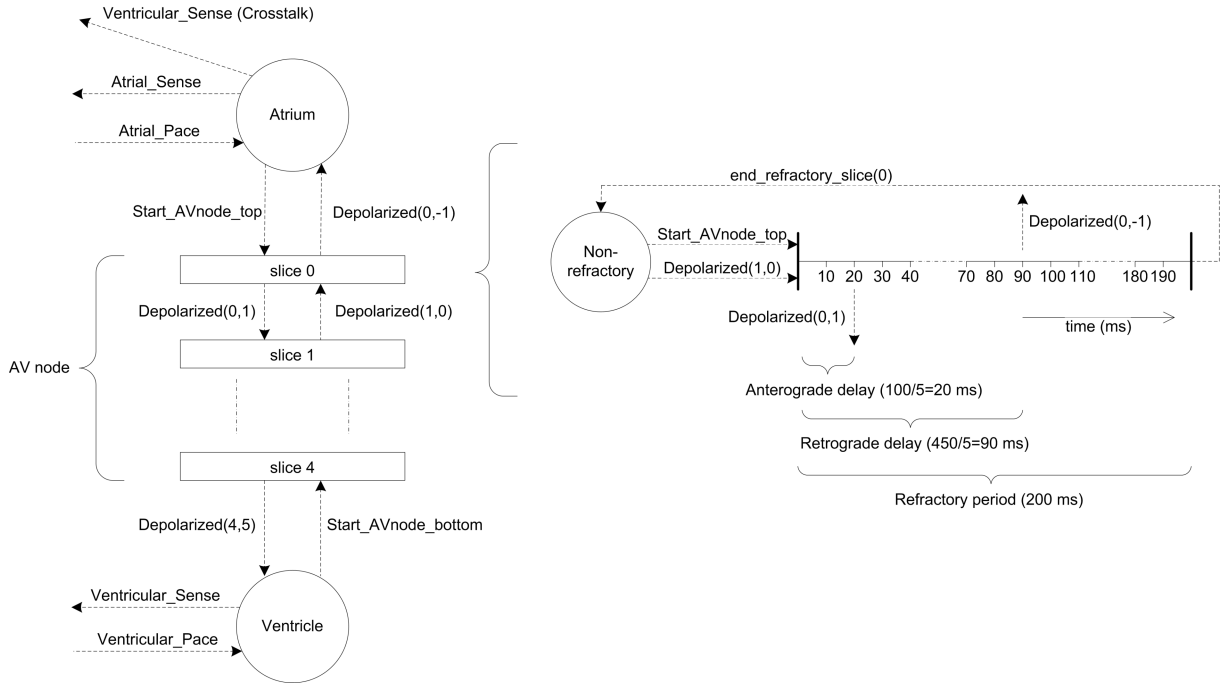 Ventricular_Sense (Crosstalk)
Atrial_Sense
Atrium
Atrial_Pace
Start_AVnode_top
Depolarized(0,-1)
slice 0
Depolarized(0,1)
Depolarized(1,0)
slice 1
AV node
slice 4
Depolarized(4,5)
Start_AVnode_bottom
Ventricular_Sense
Ventricle
Ventricular_Pace
end_refractory_slice(0)
Non-
refractory
Start_AVnode_top
Depolarized(1,0)
Depolarized(0,-1)
10 20 30 40 70 80 90 100 110 180 190
Depolarized(0,1)
time (ms)
Anterograde delay (100/5=20 ms)
Retrograde delay (450/5=90 ms)
Refractory period (200 ms)